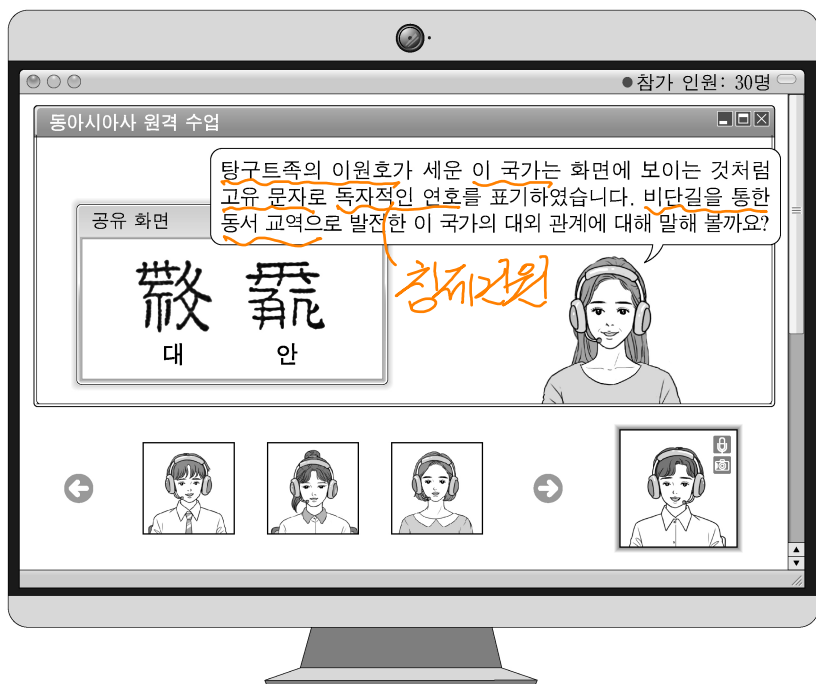 ●참가 인원: 30명
동아시아사 원격 수업
탕구트족의 이원호가 세운 이 국가는 화면에 보이는 것처럼
고유 문자로 독자적인 연호를 표기하였습니다. 비단길을 통한
동서 교역으로 발전한 이 국가의 대외 관계에 대해 말해 볼까요?
공유 화면
칭제건원
대 안